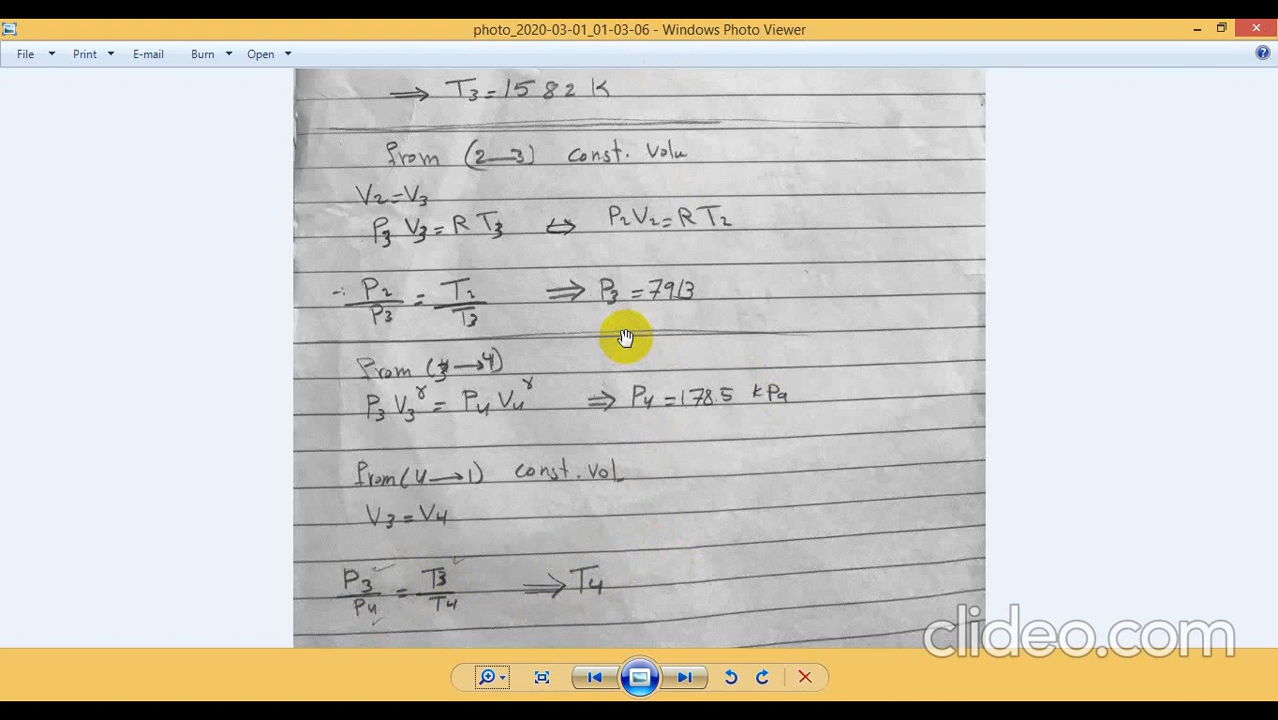 photo_2020-03-01_01-03-06 - Windows Photo Viewer
File Print E-mail Burn Open
⟹ T3 = 1582 K
from (2—3) const. Volu
V2 = V3
P3 V3 = R T3 ⇔ P2 V2 = R T2
∴ P2/P3 = T2/T3 ⟹ P3 = 7913
From (3→4)
P3 V3^γ = P4 V4^γ ⟹ P4 = 178.5 kPa
From (4→1) const. vol
V3 = V4
P3/P4 = T3/T4 ⟹ T4
clideo.com